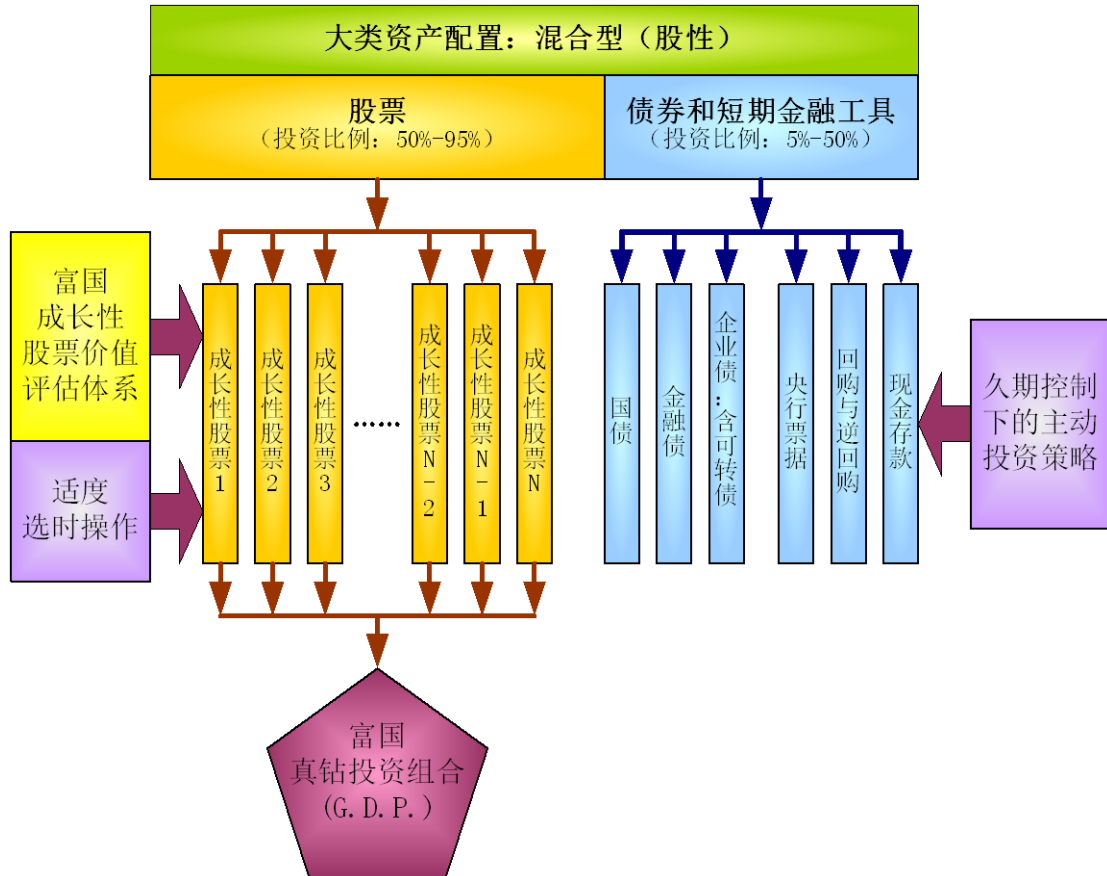 大类资产配置：混合型（股性）
股票
（投资比例：50%-95%）
债券和短期金融工具
（投资比例：5%-50%）
富国
成长性
股票价值
评估体系
适度
选时操作
成长性股票1
成长性股票2
成长性股票3
……
成长性股票N-2
成长性股票N-1
成长性股票N
国债
金融债
企业债：含可转债
央行票据
回购与逆回购
现金存款
久期控制
下的主动
投资策略
富国
真钻投资组合
(G.D.P.)